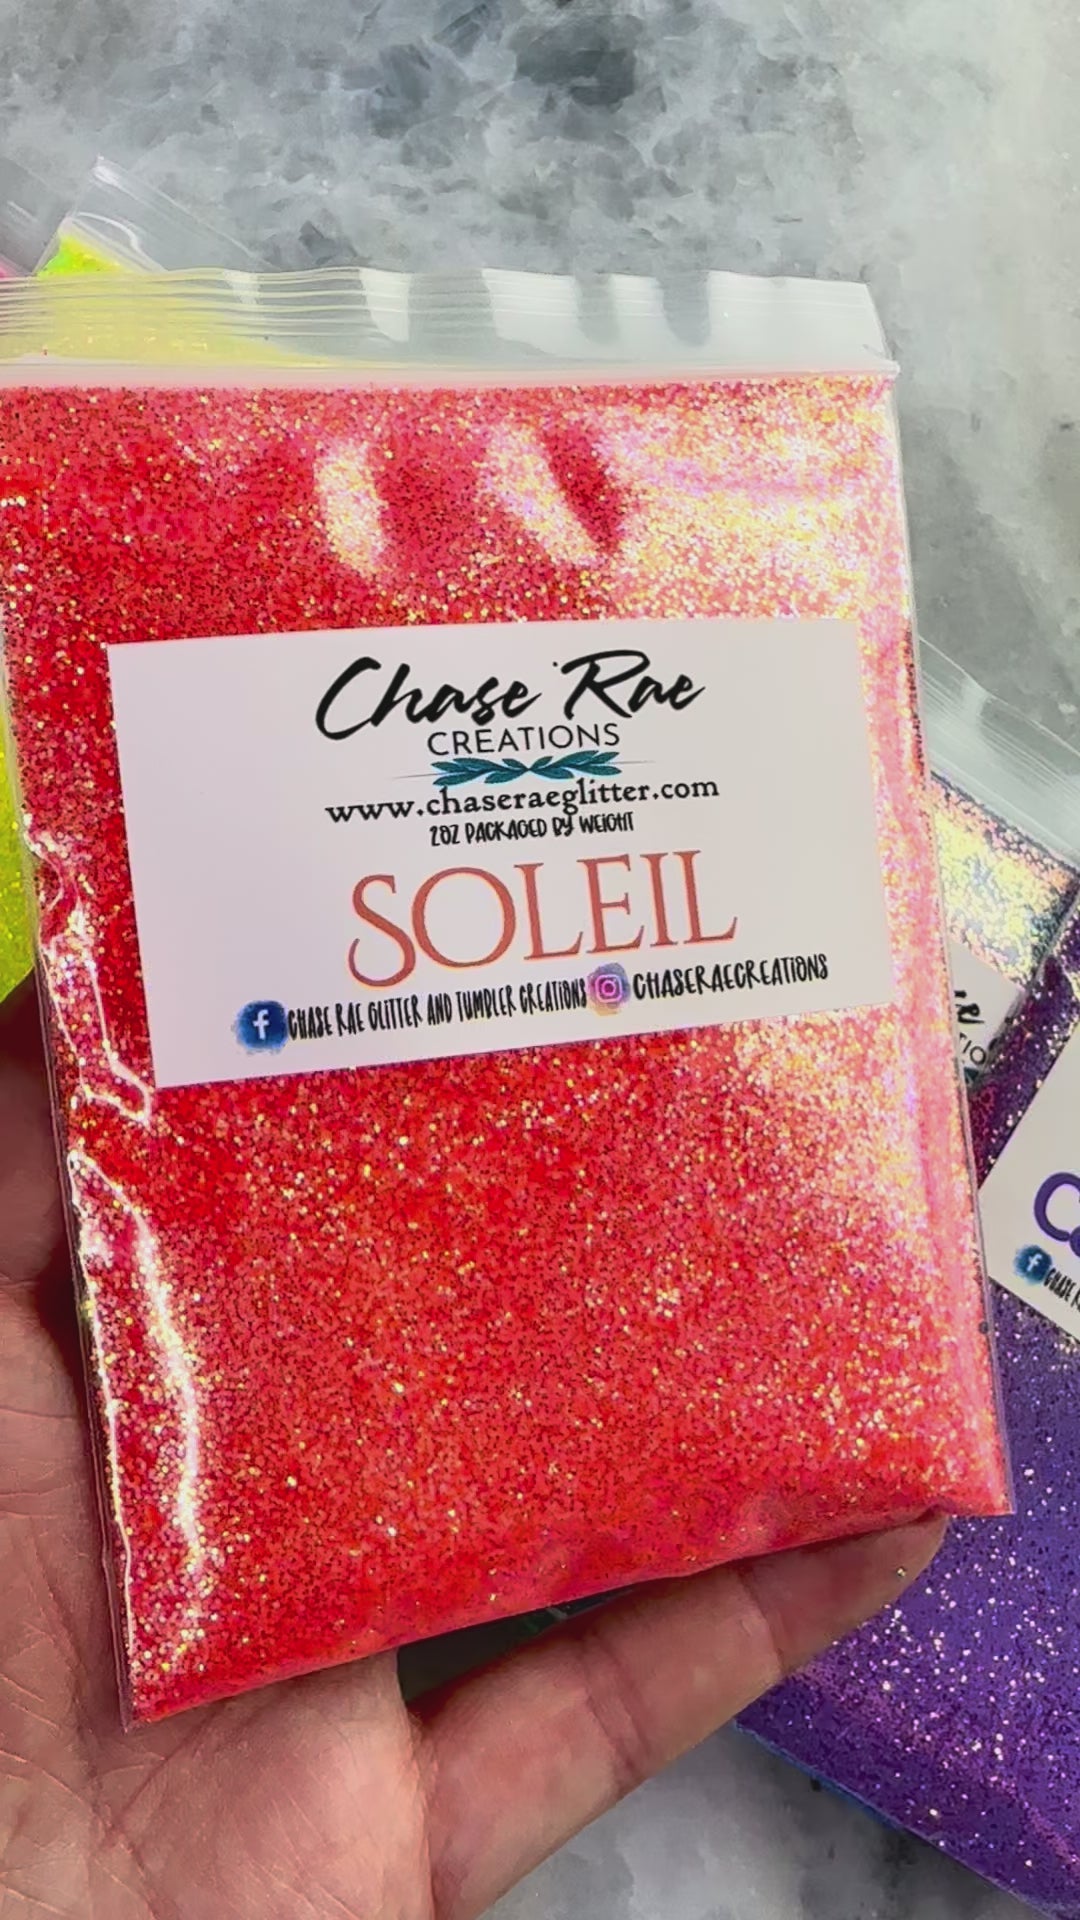 Chase Rae
CREATIONS
www.chaseraeglitter.com
2OZ PACKAGED BY WEIGHT
SOLEIL
CHASE RAE GLITTER AND TUMBLER CREATIONS CHASERAECREATIONS